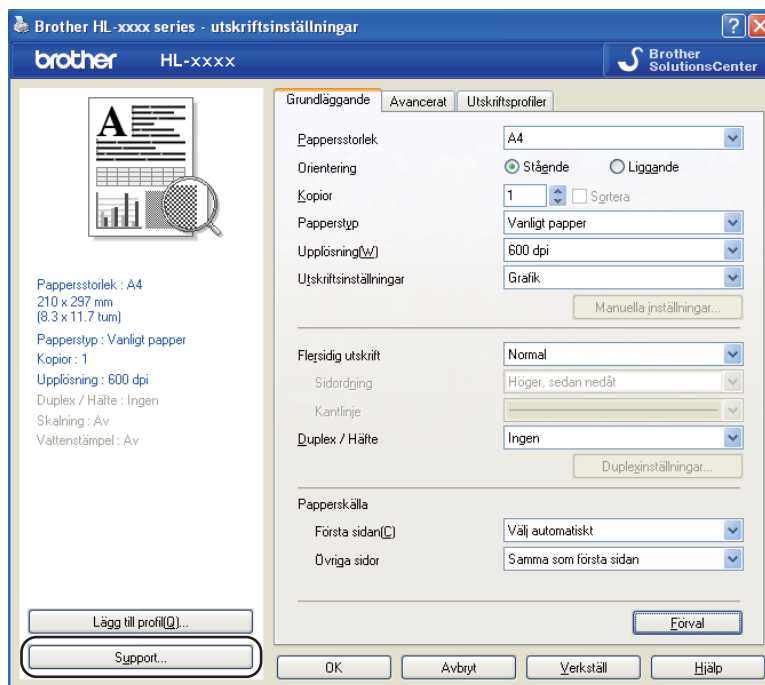 Brother HL-xxxx series - utskriftsinställningar
brother HL-xxxx
Brother
SolutionsCenter
A
Pappersstorlek : A4
210 x 297 mm
(8.3 x 11.7 tum)
Papperstyp : Vanligt papper
Kopior : 1
Upplösning : 600 dpi
Duplex / Häfte : Ingen
Skalning : Av
Vattenstämpel : Av
Lägg till profil(Q)...
Support...
Grundläggande Avancerat Utskriftsprofiler
Pappersstorlek A4
Orientering Stående Liggande
Kopior 1 Sortera
Papperstyp Vanligt papper
Upplösning(W) 600 dpi
Utskriftsinställningar Grafik
Manuella inställningar...
Flersidig utskrift Normal
Sidordning Höger, sedan nedåt
Kantlinje
Duplex / Häfte Ingen
Duplexinställningar...
Papperskälla
Första sidan(C) Välj automatiskt
Övriga sidor Samma som första sidan
Förval
OK Avbryt Verkställ Hjälp